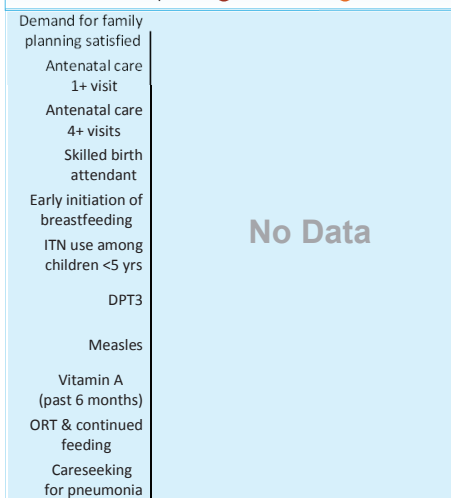 Demand for family
planning satisfied
Antenatal care
1+ visit
Antenatal care
4+ visits
Skilled birth
attendant
Early initiation of
breastfeeding
ITN use among
children <5 yrs
No Data
DPT3
Measles
Vitamin A
(past 6 months)
ORT & continued
feeding
Careseeking
for pneumonia